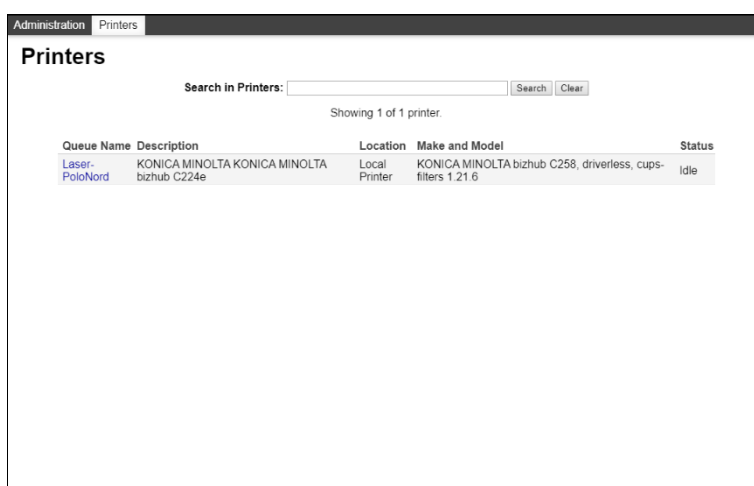 Administration Printers
Printers
Search in Printers: Search Clear
Showing 1 of 1 printer.
Queue Name Description Location Make and Model Status
Laser- KONICA MINOLTA KONICA MINOLTA Local KONICA MINOLTA bizhub C258, driverless, cups- Idle
PoloNord bizhub C224e Printer filters 1.21.6